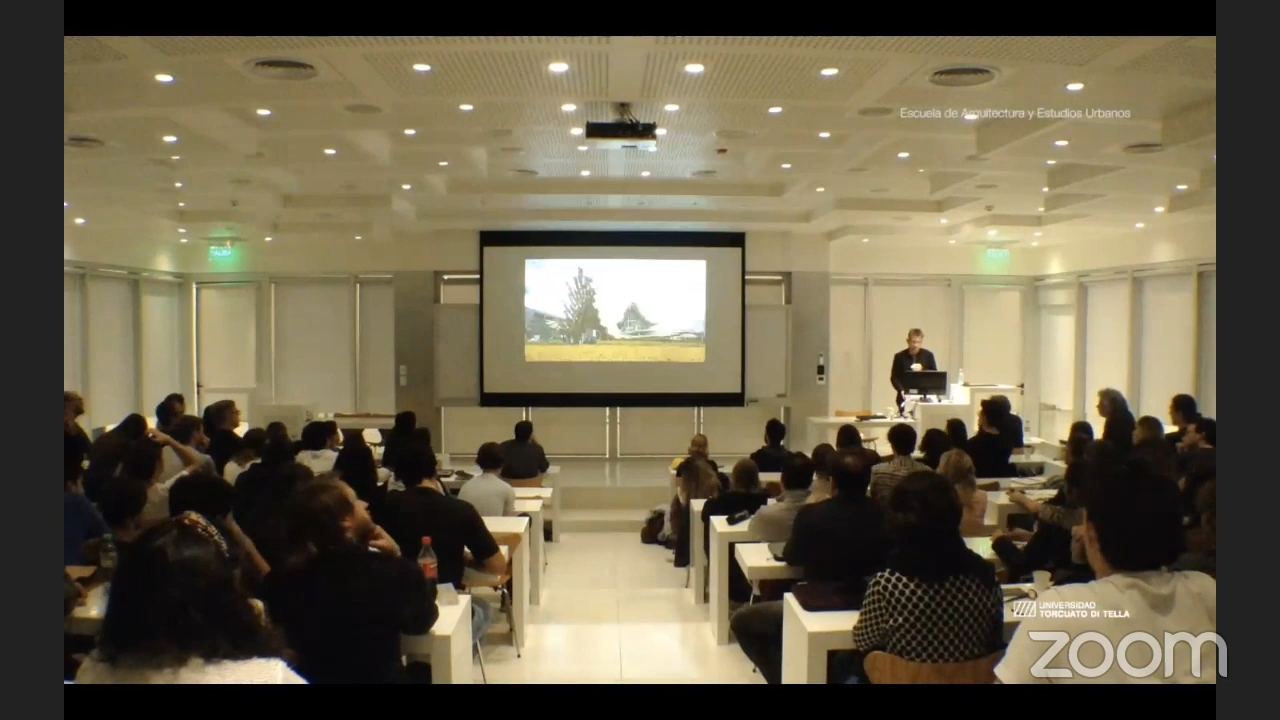 Escuela de Arquitectura y Estudios Urbanos
UNIVERSIDAD
TORCUATO DI TELLA
zoom